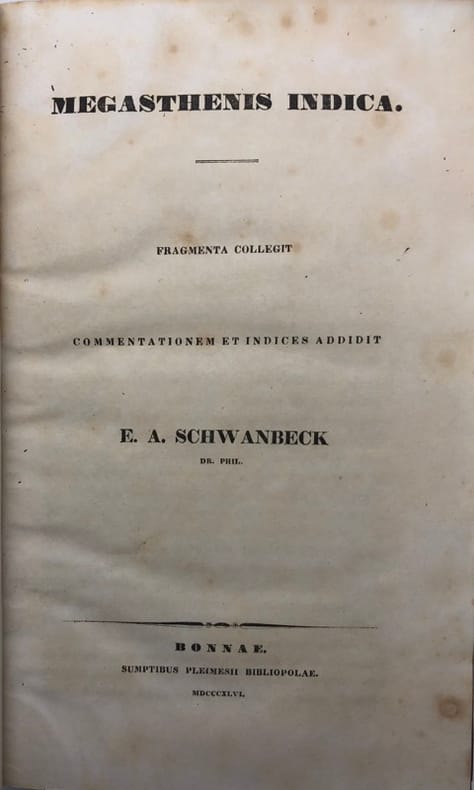 MEGASTHENIS INDICA.
FRAGMENTA COLLEGIT
COMMENTATIONEM ET INDICES ADDIDIT
E. A. SCHWANBECK
DR. PHIL.
BONNAE.
SUMPTIBUS PLEIMESII BIBLIOPOLAE.
MDCCCXLVI.